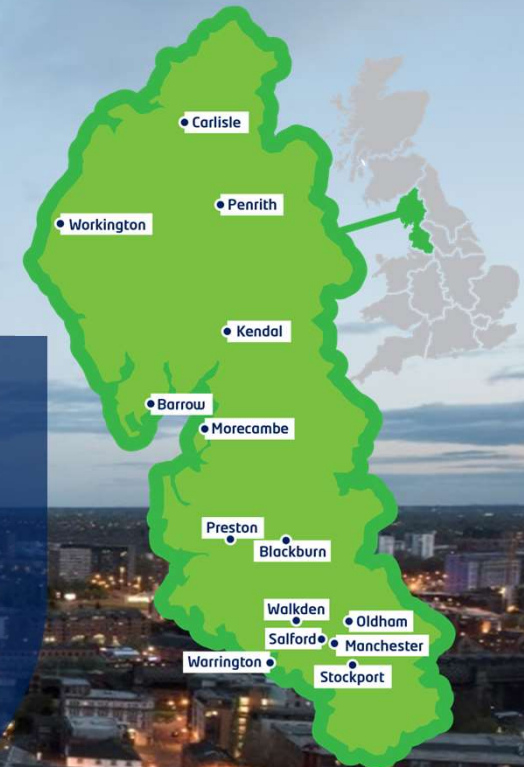 Carlisle
Penrith
Workington
Kendal
Barrow
Morecambe
Preston
Blackburn
Walkden
Oldham
Salford
Manchester
Warrington
Stockport